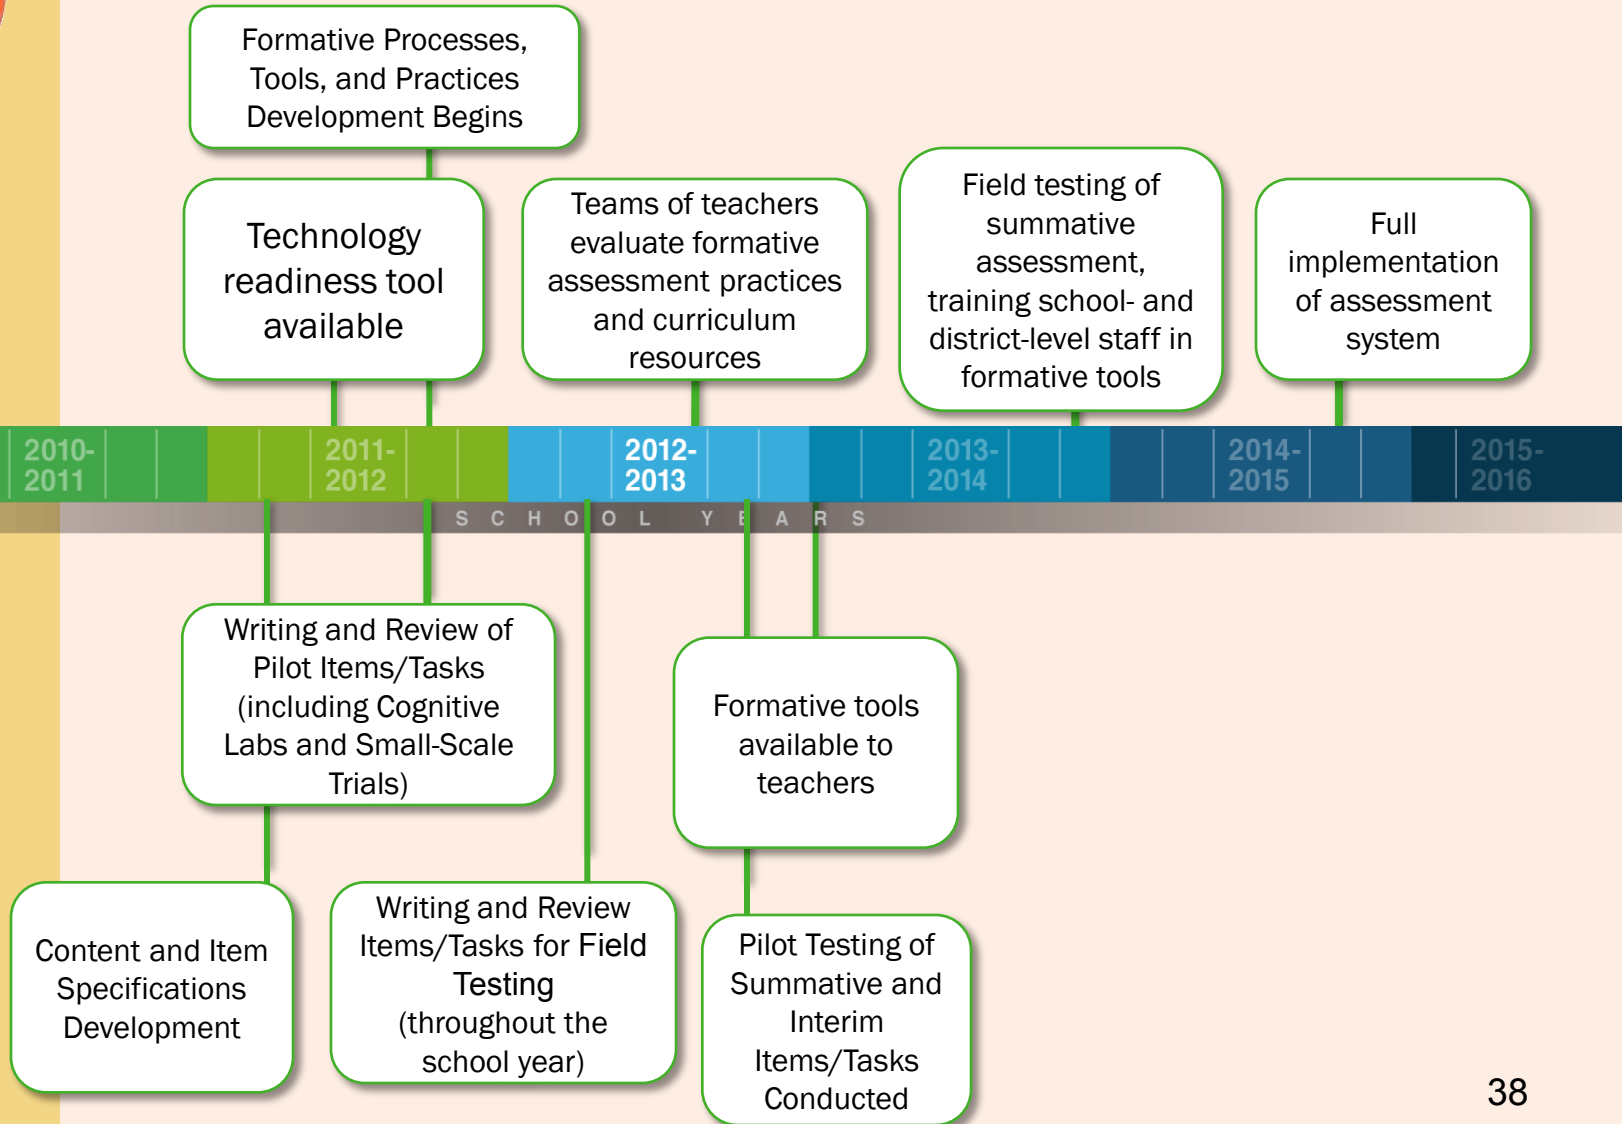 Formative Processes,
Tools, and Practices
Development Begins
Technology
readiness tool
available
Teams of teachers
evaluate formative
assessment practices
and curriculum
resources
Field testing of
summative
assessment,
training school- and
district-level staff in
formative tools
Full
implementation
of assessment
system
2010-
2011
2011-
2012
2012-
2013
2013-
2014
2014-
2015
2015-
2016
SCHOOL YEARS
Writing and Review of
Pilot Items/Tasks
(including Cognitive
Labs and Small-Scale
Trials)
Formative tools
available to
teachers
Content and Item
Specifications
Development
Writing and Review
Items/Tasks for Field
Testing
(throughout the
school year)
Pilot Testing of
Summative and
Interim
Items/Tasks
Conducted
38